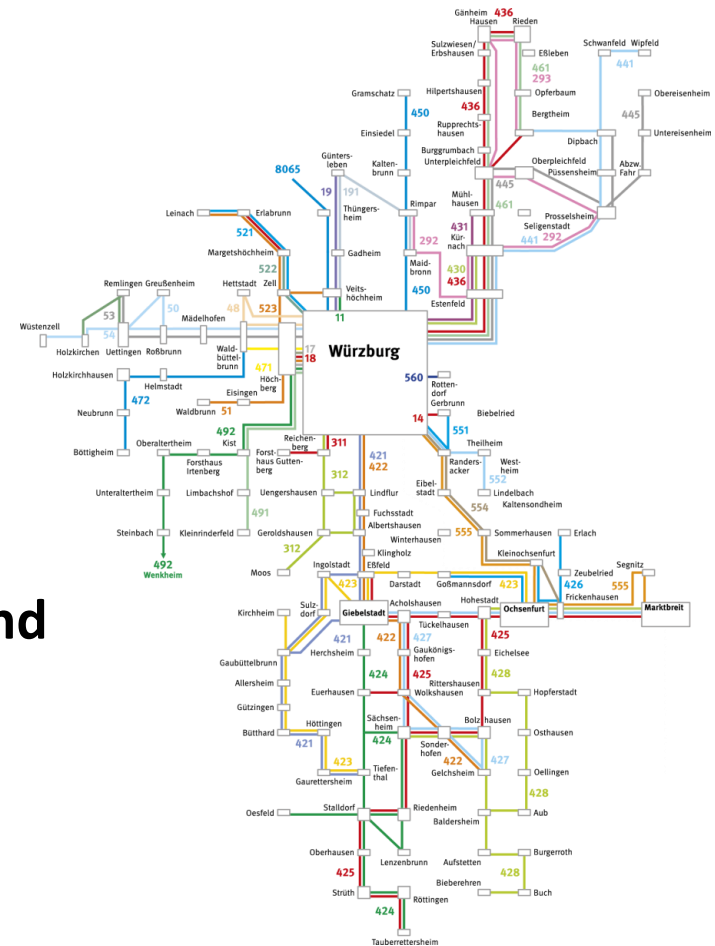 Gänheim
Hausen
436
Rieden
Sulzwiesen/
Erbshausen
Eßleben
Schwanfeld
Wipfeld
461
293
441
Gramschatz
Hilpertshausen
Opferbaum
Obereisenheim
450
436
Bergtheim
445
Einsiedel
Rupprechts-
hausen
Dipbach
Untereisenheim
Burggrumbach
Günters-
leben
Kalten-
brunn
Unterpleichfeld
Oberpleichfeld
Püssensheim
Abzw.
Fahr
8065
19
191
445
Mühl-
hausen
461
Leinach
Erlabrunn
Thüngers-
heim
Rimpar
Prosselsheim
Seligenstadt
521
431
Kür-
nach
441
292
292
Margetshöchheim
Gadheim
Maid-
bronn
430
436
522
Remlingen
Greußenheim
Hettstadt
Zell
Veits-
höchheim
450
Estenfeld
53
50
48
523
11
Wüstenzell
54
Mädelhofen
Holzkirchen
Uettingen
Roßbrunn
Wald-
büttel-
brunn
17
18
Würzburg
471
Holzkirchhausen
Helmstadt
Höch-
berg
560
Rotten-
dorf
Gerbrunn
472
Eisingen
Neubrunn
Waldbrunn
51
14
Biebelried
492
551
Oberaltertheim
Kist
Reichen-
berg
311
421
422
Theilheim
Böttigheim
Forsthaus
Irtenberg
Forst-
haus Guttenberg
Randers-
acker
West-
heim
552
312
Unteraltertheim
Limbachshof
Uengershausen
Lindflur
Eibel-
stadt
Lindelbach
Kaltensondheim
491
Fuchsstadt
554
Steinbach
Kleinrinderfeld
Geroldshausen
Albertshausen
Winterhausen
555
Sommerhausen
Erlach
312
Klingholz
Kleinochsenfurt
492
Wenkheim
Moos
Ingolstadt
Eßfeld
Segnitz
423
Darstadt
Goßmannsdorf
423
426
Zeubelried
555
Frickenhausen
nd
Kirchheim
Sulz-
dorf
Giebelstadt
Acholshausen
Hohestadt
Ochsenfurt
Marktbreit
421
422
427
Tückelhausen
425
Herchsheim
Gaukönigs-
hofen
Eichelsee
Gaubüttelbrunn
424
425
428
Allersheim
Rittershausen
Euerhausen
Wolkshausen
Hopferstadt
Gützingen
Sächsen-
heim
Bolzhausen
Höttingen
Bütthard
424
Osthausen
421
423
Sonder-
hofen
422
427
Gaurettersheim
Tiefen-
thal
Gelchsheim
Oellingen
428
Oesfeld
Stalldorf
Riedenheim
Baldersheim
Aub
Oberhausen
Lenzenbrunn
Aufstetten
Burgerroth
425
428
Bieberehren
Strüth
Röttingen
Buch
424
Tauberrettersheim